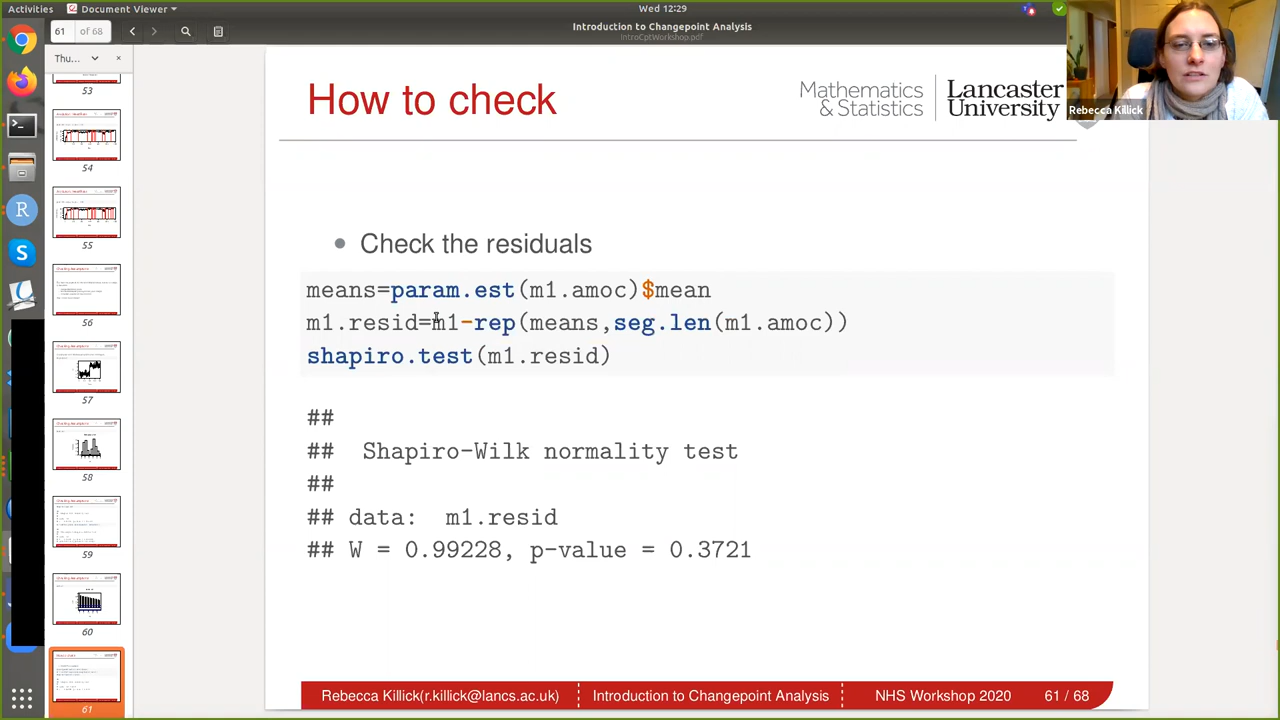 Activities
Document Viewer
Wed 12:29
61
of 68
Introduction to Changepoint Analysis
IntroCptWorkshop.pdf
Thu...
53
54
55
56
57
58
59
60
61
How to check
Mathematics
& Statistics
Lancaster
University
Rebecca Killick
Check the residuals
means=param.est(m1.amoc)$mean
m1.resid=m1-rep(means,seg.len(m1.amoc))
shapiro.test(m1.resid)
##
## Shapiro-Wilk normality test
##
## data: m1.resid
## W = 0.99228, p-value = 0.3721
Rebecca Killick(r.killick@lancs.ac.uk)
Introduction to Changepoint Analysis
NHS Workshop 2020
61 / 68